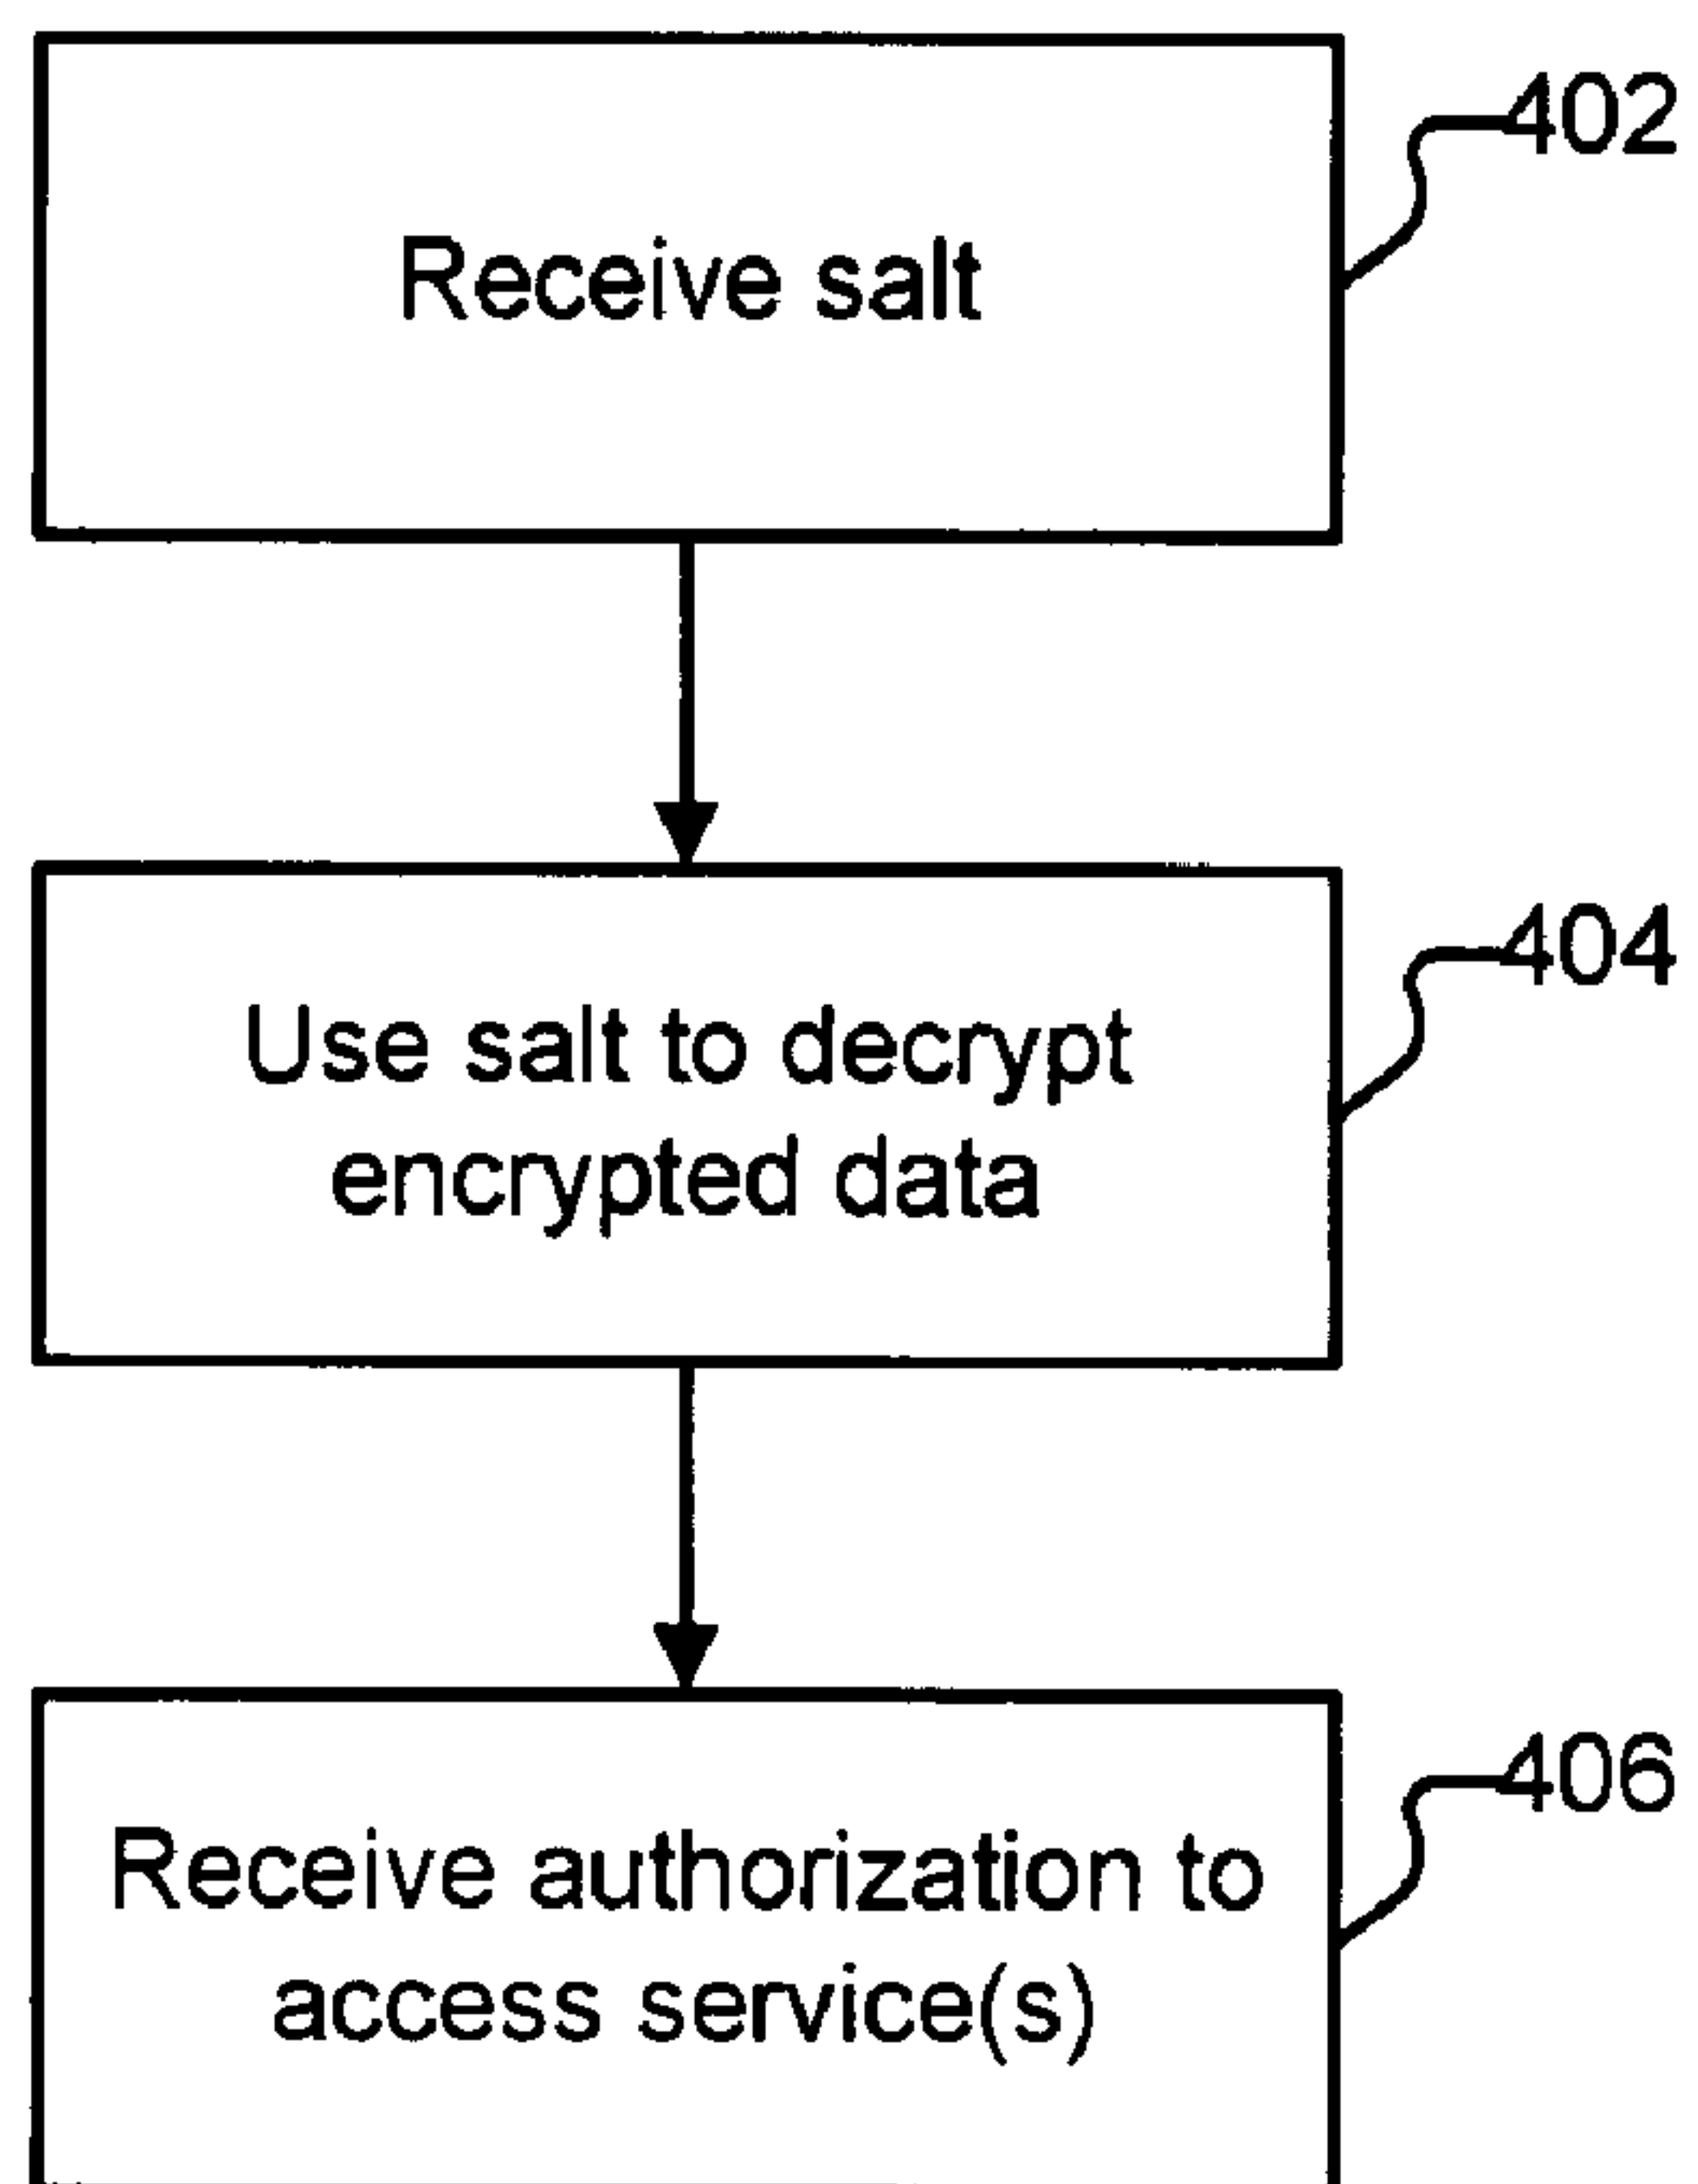 402
Receive salt
404
Use salt to decrypt
encrypted data
406
Receive authorization to
access service(s)